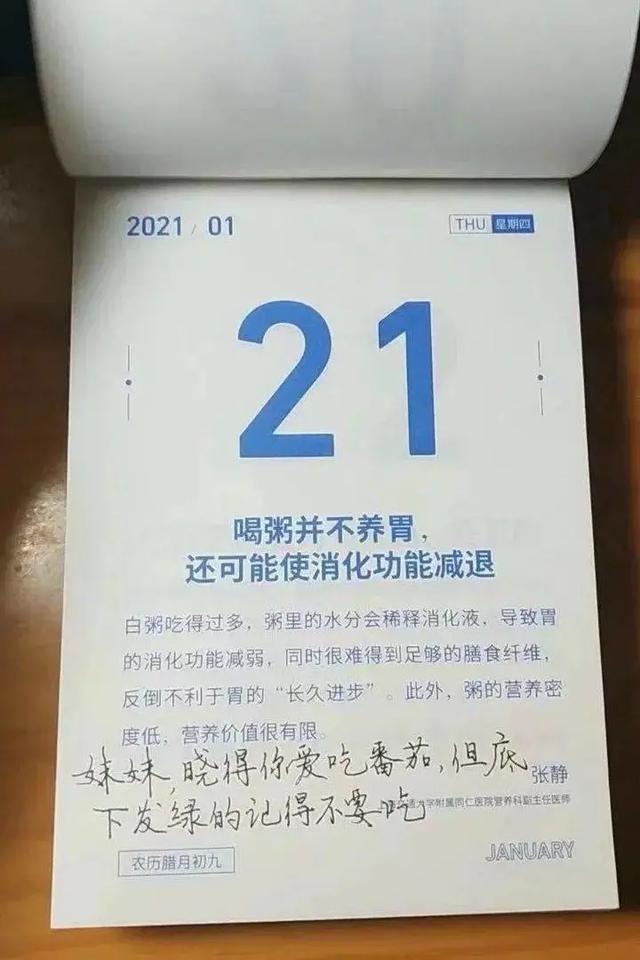 2021 / 01
THU 星期四
21
喝粥并不养胃，
还可能使消化功能减退
白粥吃得过多，粥里的水分会稀释消化液，导致胃
的消化功能减弱，同时很难得到足够的膳食纤维，
反倒不利于胃的“长久进步”。此外，粥的营养密
度低，营养价值很有限。
妹妹，晓得你爱吃番茄，但底
张静
下发绿的记得不要吃
交通大学附属同仁医院营养科副主任医师
农历腊月初九
JANUARY